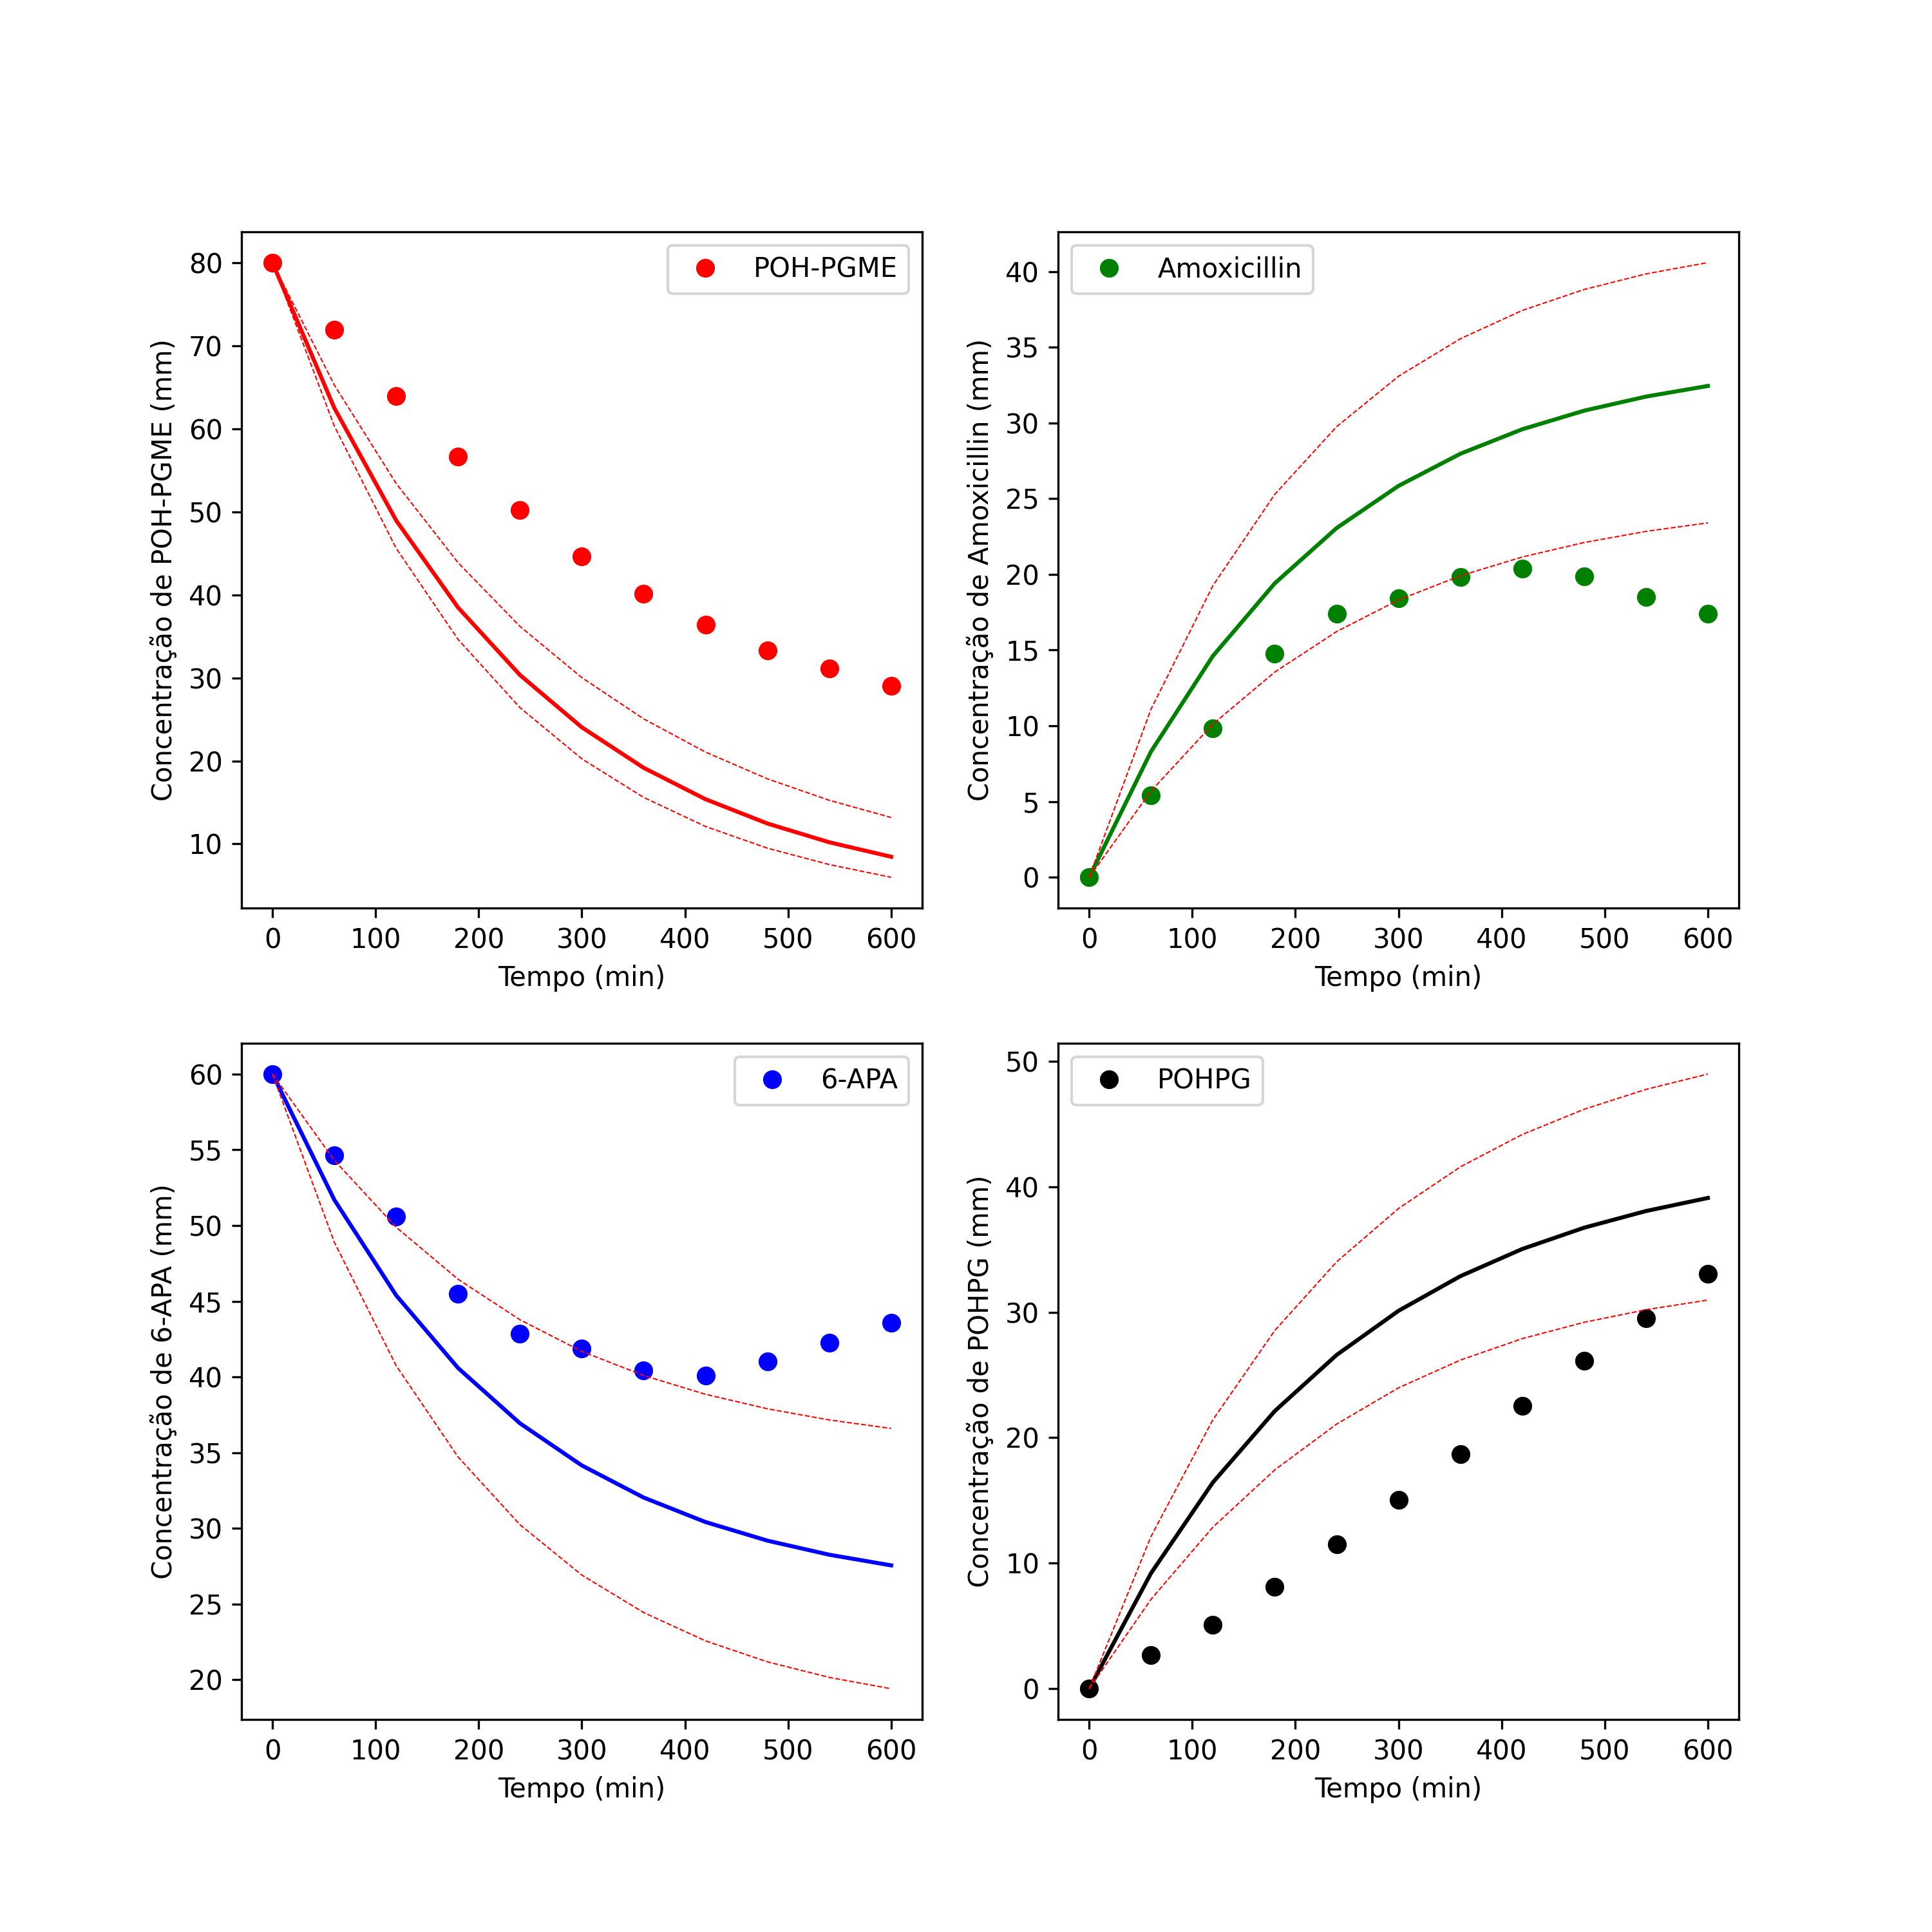 POH-PGME
80
70
60
50
40
30
20
10
Concentração de POH-PGME (mm)
0 100 200 300 400 500 600
Tempo (min)
Amoxicillin
40
35
30
25
20
15
10
5
0
Concentração de Amoxicillin (mm)
0 100 200 300 400 500 600
Tempo (min)
6-APA
60
55
50
45
40
35
30
25
20
Concentração de 6-APA (mm)
0 100 200 300 400 500 600
Tempo (min)
POHPG
50
40
30
20
10
0
Concentração de POHPG (mm)
0 100 200 300 400 500 600
Tempo (min)